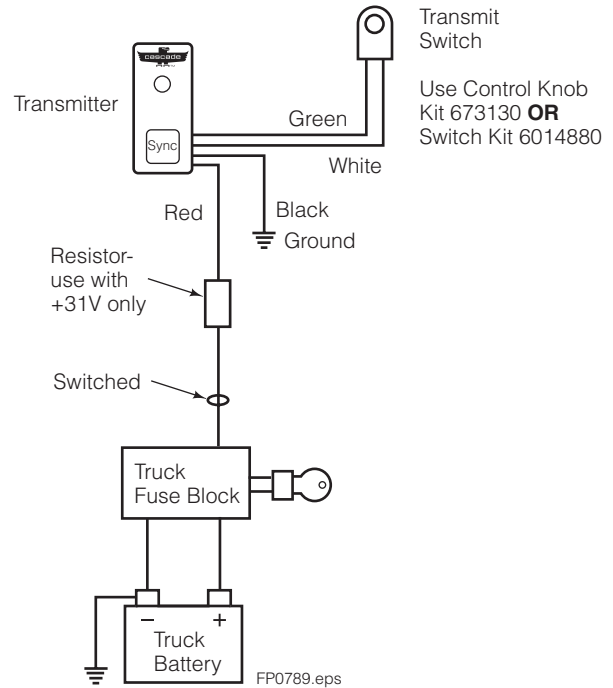 Transmit
Switch
cascade
Transmitter
Use Control Knob
Kit 673130 OR
Switch Kit 6014880
Green
Sync
White
Red
Black
Ground
Resistor-
use with
+31V only
Switched
Truck
Fuse Block
− +
Truck
Battery
FP0789.eps